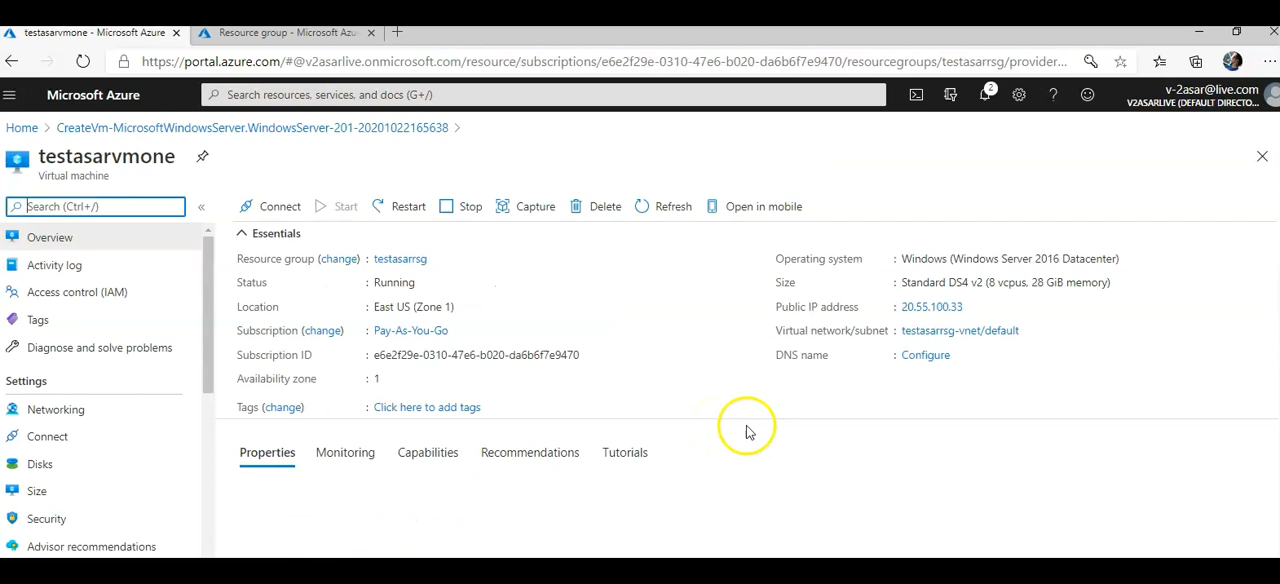 testasarvmone - Microsoft Azure
Resource group - Microsoft Azu
https://portal.azure.com/#@v2asarlive.onmicrosoft.com/resource/subscriptions/e6e2f29e-0310-47e6-b020-da6b6f7e9470/resourcegroups/testasarrsg/provider...
Microsoft Azure
Search resources, services, and docs (G+/)
2
v-2asar@live.com
V2ASARLIVE (DEFAULT DIRECTO...
Home > CreateVm-MicrosoftWindowsServer.WindowsServer-201-20201022165638 >
testasarvmone
Virtual machine
Search (Ctrl+/)
«
Connect Start Restart Stop Capture Delete Refresh Open in mobile
Overview
Activity log
Access control (IAM)
Tags
Diagnose and solve problems
Settings
Networking
Connect
Disks
Size
Security
Advisor recommendations
Essentials
Resource group (change) : testasarrsg
Status : Running
Location : East US (Zone 1)
Subscription (change) : Pay-As-You-Go
Subscription ID : e6e2f29e-0310-47e6-b020-da6b6f7e9470
Availability zone : 1
Tags (change) : Click here to add tags
Operating system : Windows (Windows Server 2016 Datacenter)
Size : Standard DS4 v2 (8 vcpus, 28 GiB memory)
Public IP address : 20.55.100.33
Virtual network/subnet : testasarrsg-vnet/default
DNS name : Configure
Properties Monitoring Capabilities Recommendations Tutorials